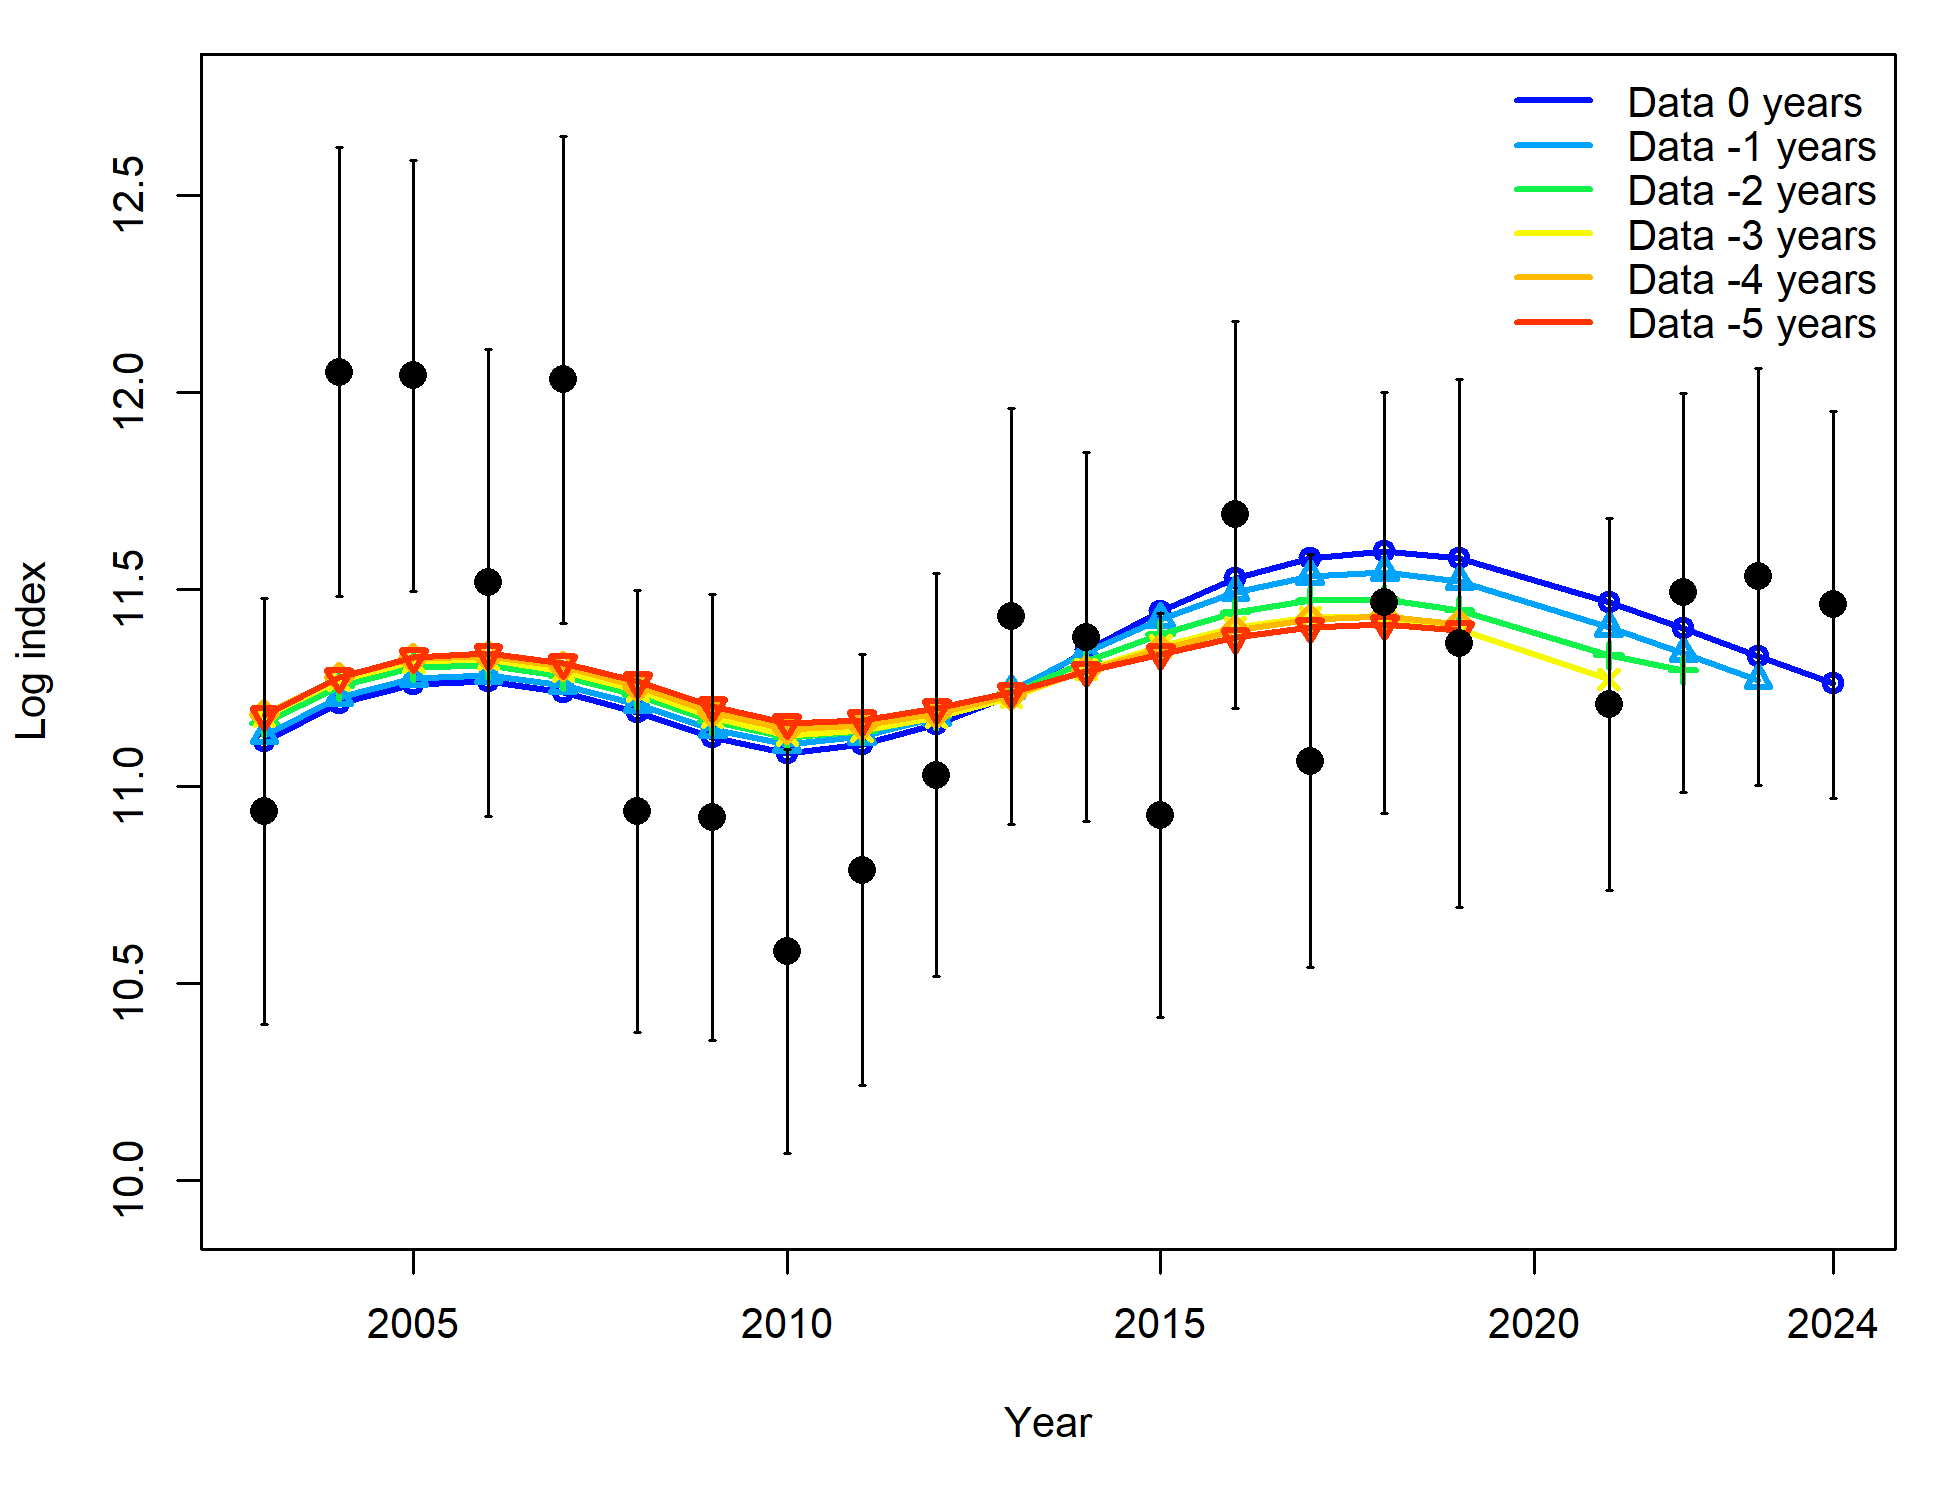 Data 0 years
Data -1 years
Data -2 years
Data -3 years
Data -4 years
Data -5 years
Log index
12.5
12.0
11.5
11.0
10.5
10.0
2005 2010 2015 2020 2024
Year